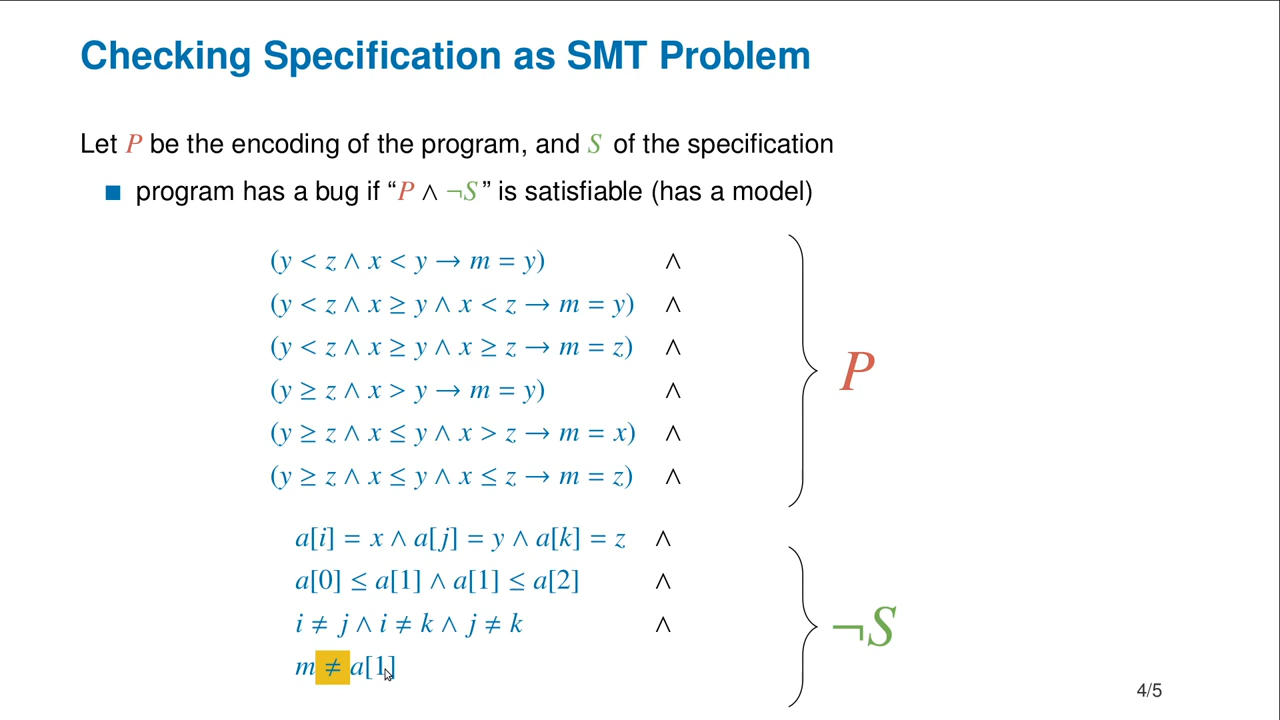 Checking Specification as SMT Problem
Let P be the encoding of the program, and S of the specification
■ program has a bug if “P ∧ ¬S” is satisfiable (has a model)
(y < z ∧ x < y → m = y) ∧
(y < z ∧ x ≥ y ∧ x < z → m = y) ∧
(y < z ∧ x ≥ y ∧ x ≥ z → m = z) ∧
(y ≥ z ∧ x > y → m = y) ∧
(y ≥ z ∧ x ≤ y ∧ x > z → m = x) ∧
(y ≥ z ∧ x ≤ y ∧ x ≤ z → m = z) ∧
P
a[i] = x ∧ a[j] = y ∧ a[k] = z ∧
a[0] ≤ a[1] ∧ a[1] ≤ a[2] ∧
i ≠ j ∧ i ≠ k ∧ j ≠ k ∧
m ≠ a[1]
¬S
4/5